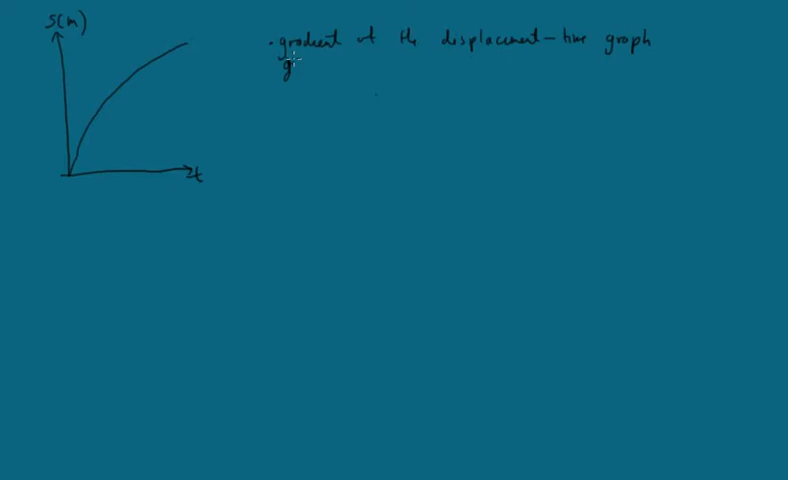 S(m)
· gradient of the displacement - time graph
g
t